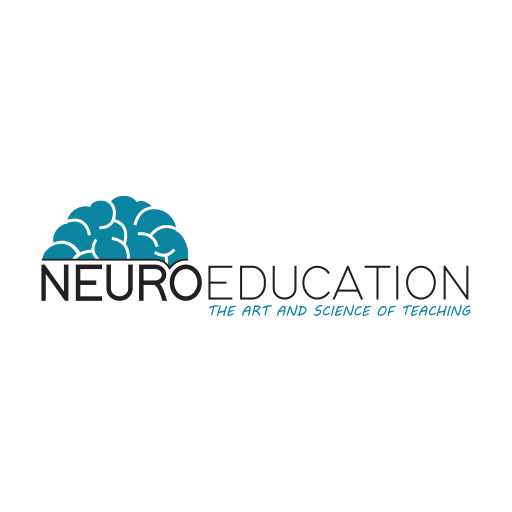 NEUROEDUCATION
THE ART AND SCIENCE OF TEACHING